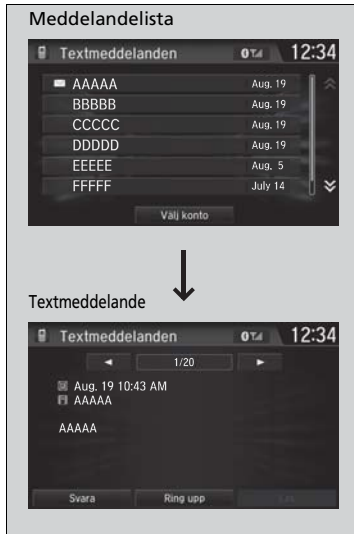 Meddelandelista
Textmeddelanden 12:34
AAAAA Aug. 19
BBBBB Aug. 19
CCCCC Aug. 19
DDDDD Aug. 19
EEEEE Aug. 5
FFFFF July 14
Välj konto
Textmeddelande
Textmeddelanden 12:34
1/20
Aug. 19 10:43 AM
AAAAA
AAAAA
Svara Ring upp